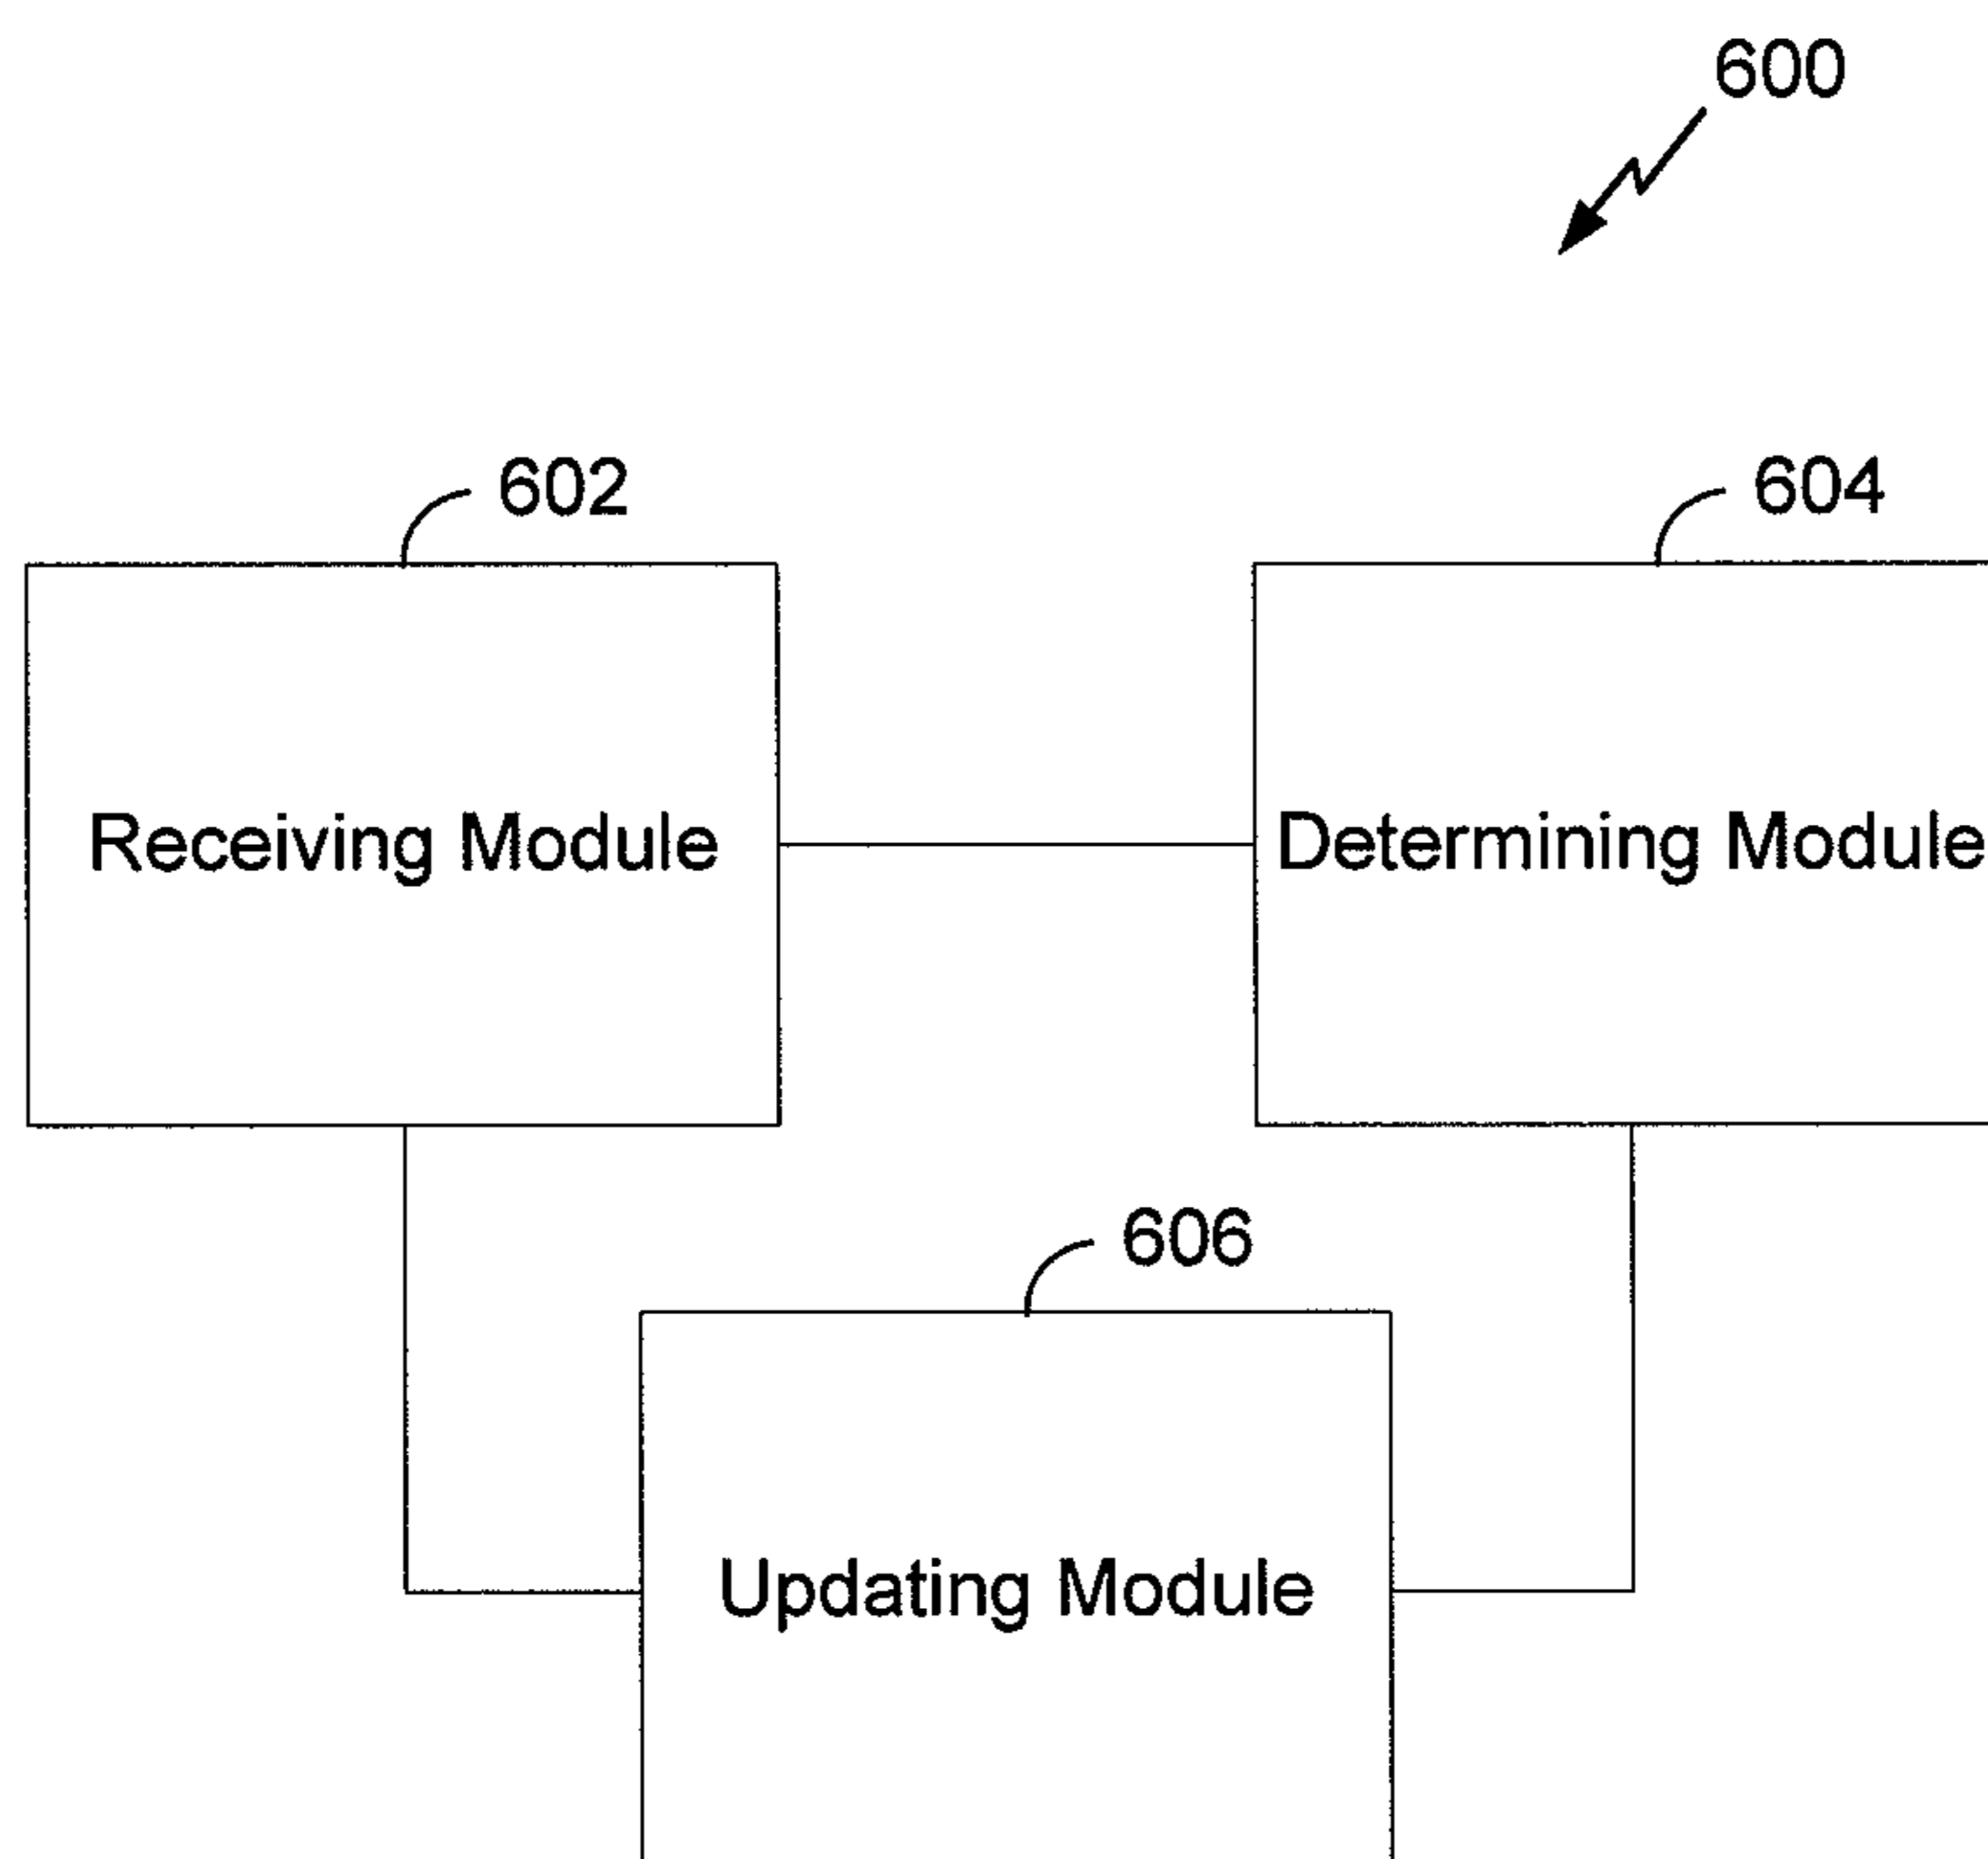 600
602
604
Receiving Module
Determining Module
606
Updating Module